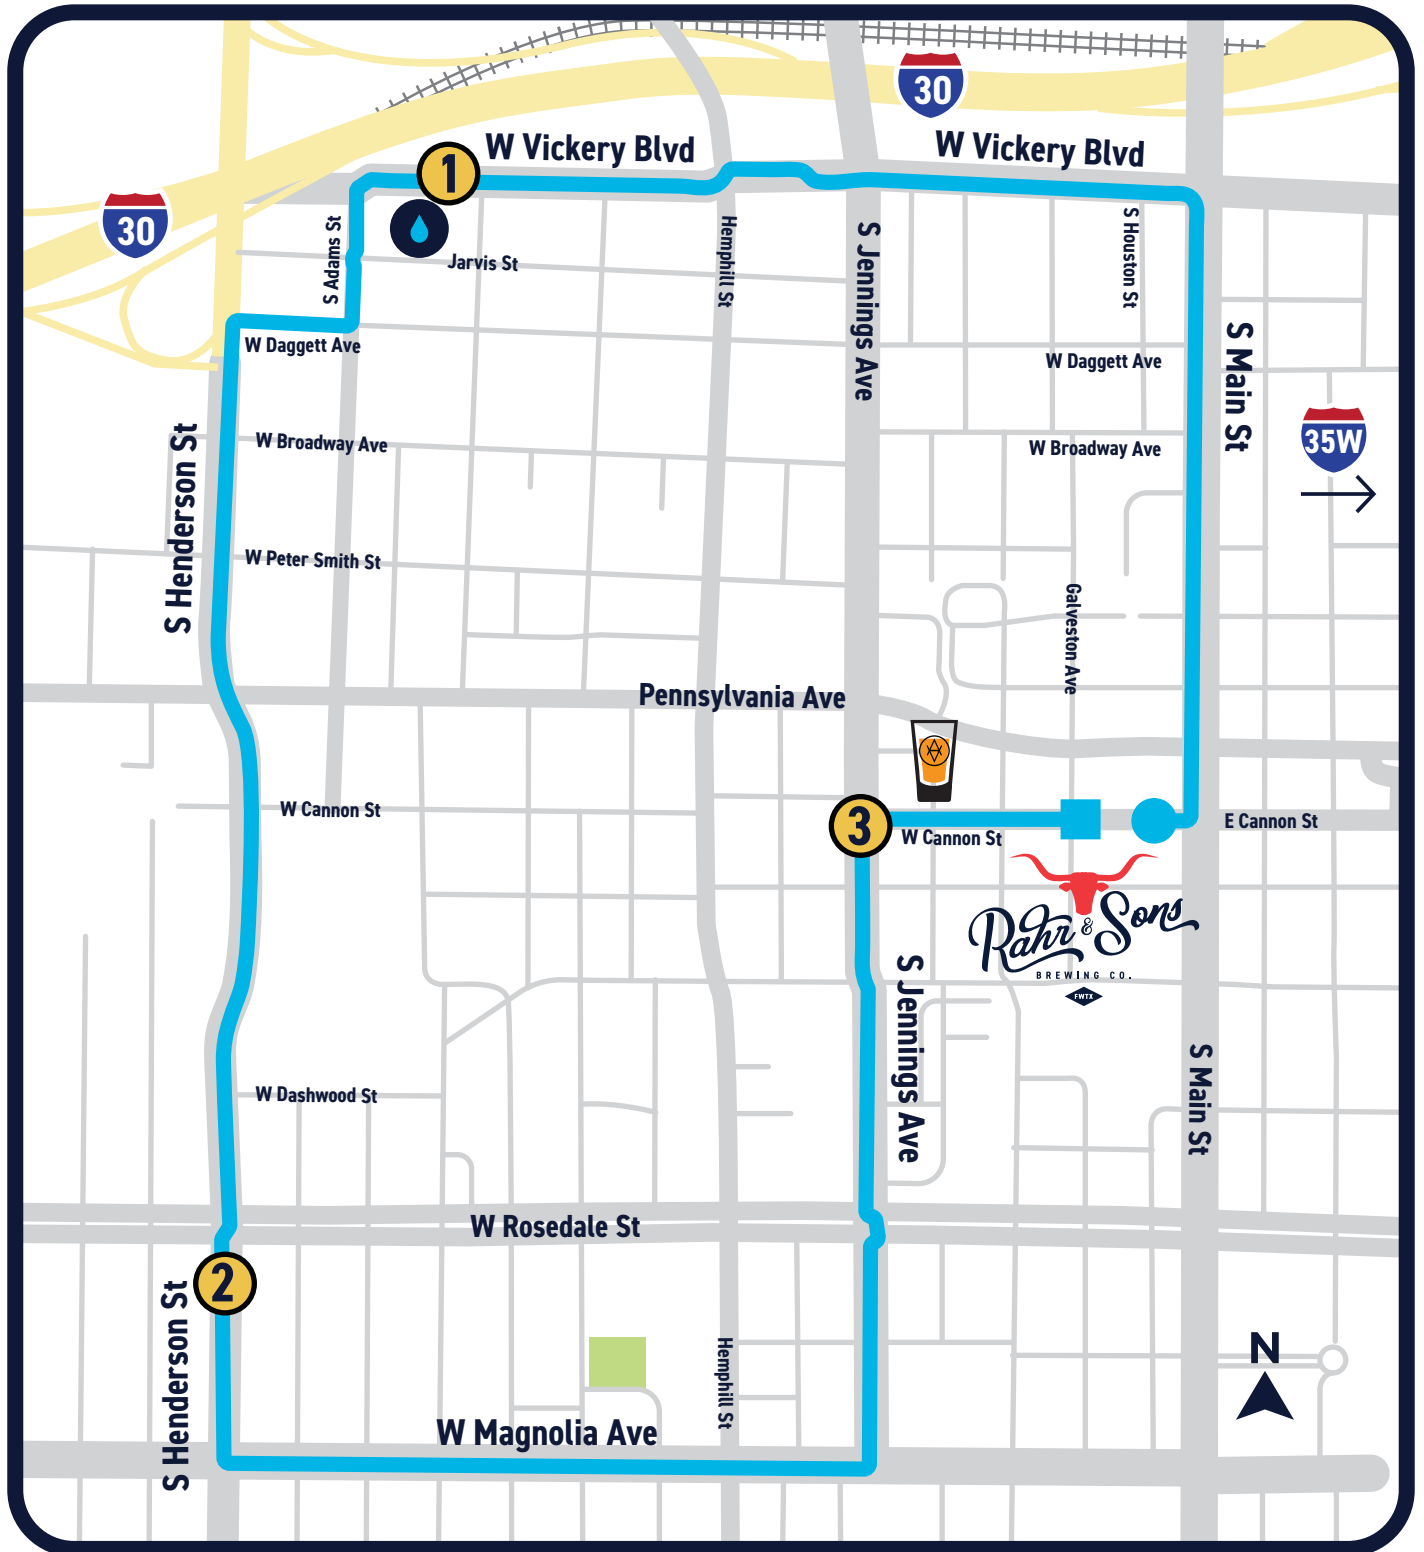 30
W Vickery Blvd
W Vickery Blvd
1
30
S Adams St
Jarvis St
Hemphill St
S Jennings Ave
S Houston St
W Daggett Ave
W Daggett Ave
S Main St
35W
S Henderson St
W Broadway Ave
W Broadway Ave
W Peter Smith St
Galveston Ave
Pennsylvania Ave
W Cannon St
3
W Cannon St
E Cannon St
Rahr & Sons
BREWING CO.
FWTX
S Jennings Ave
S Main St
W Dashwood St
W Rosedale St
2
S Henderson St
Hemphill St
N
W Magnolia Ave